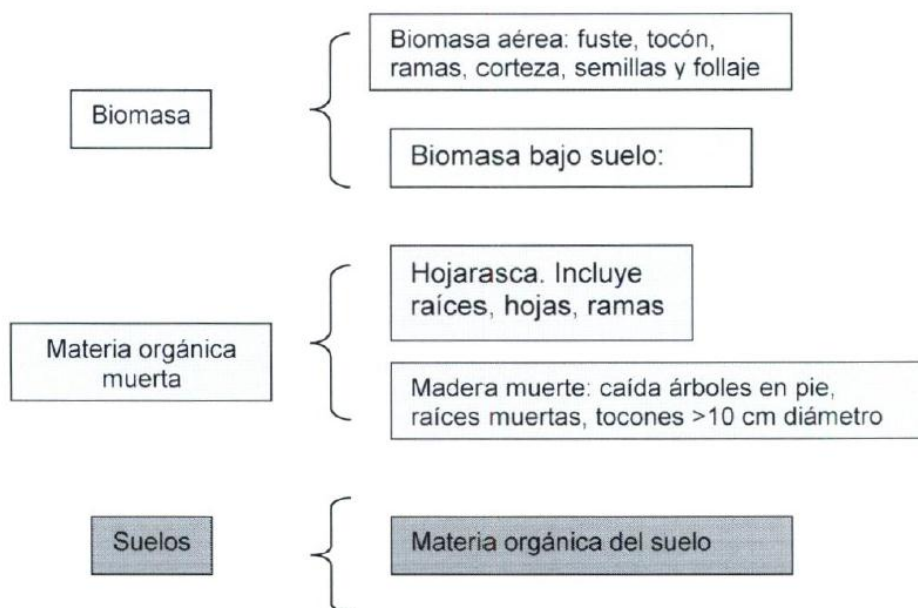 Biomasa
Biomasa aérea: fuste, tocón,
ramas, corteza, semillas y follaje
Biomasa bajo suelo:
Materia orgánica
muerta
Hojarasca. Incluye
raíces, hojas, ramas
Madera muerte: caída árboles en pie,
raíces muertas, tocones >10 cm diámetro
Suelos
Materia orgánica del suelo